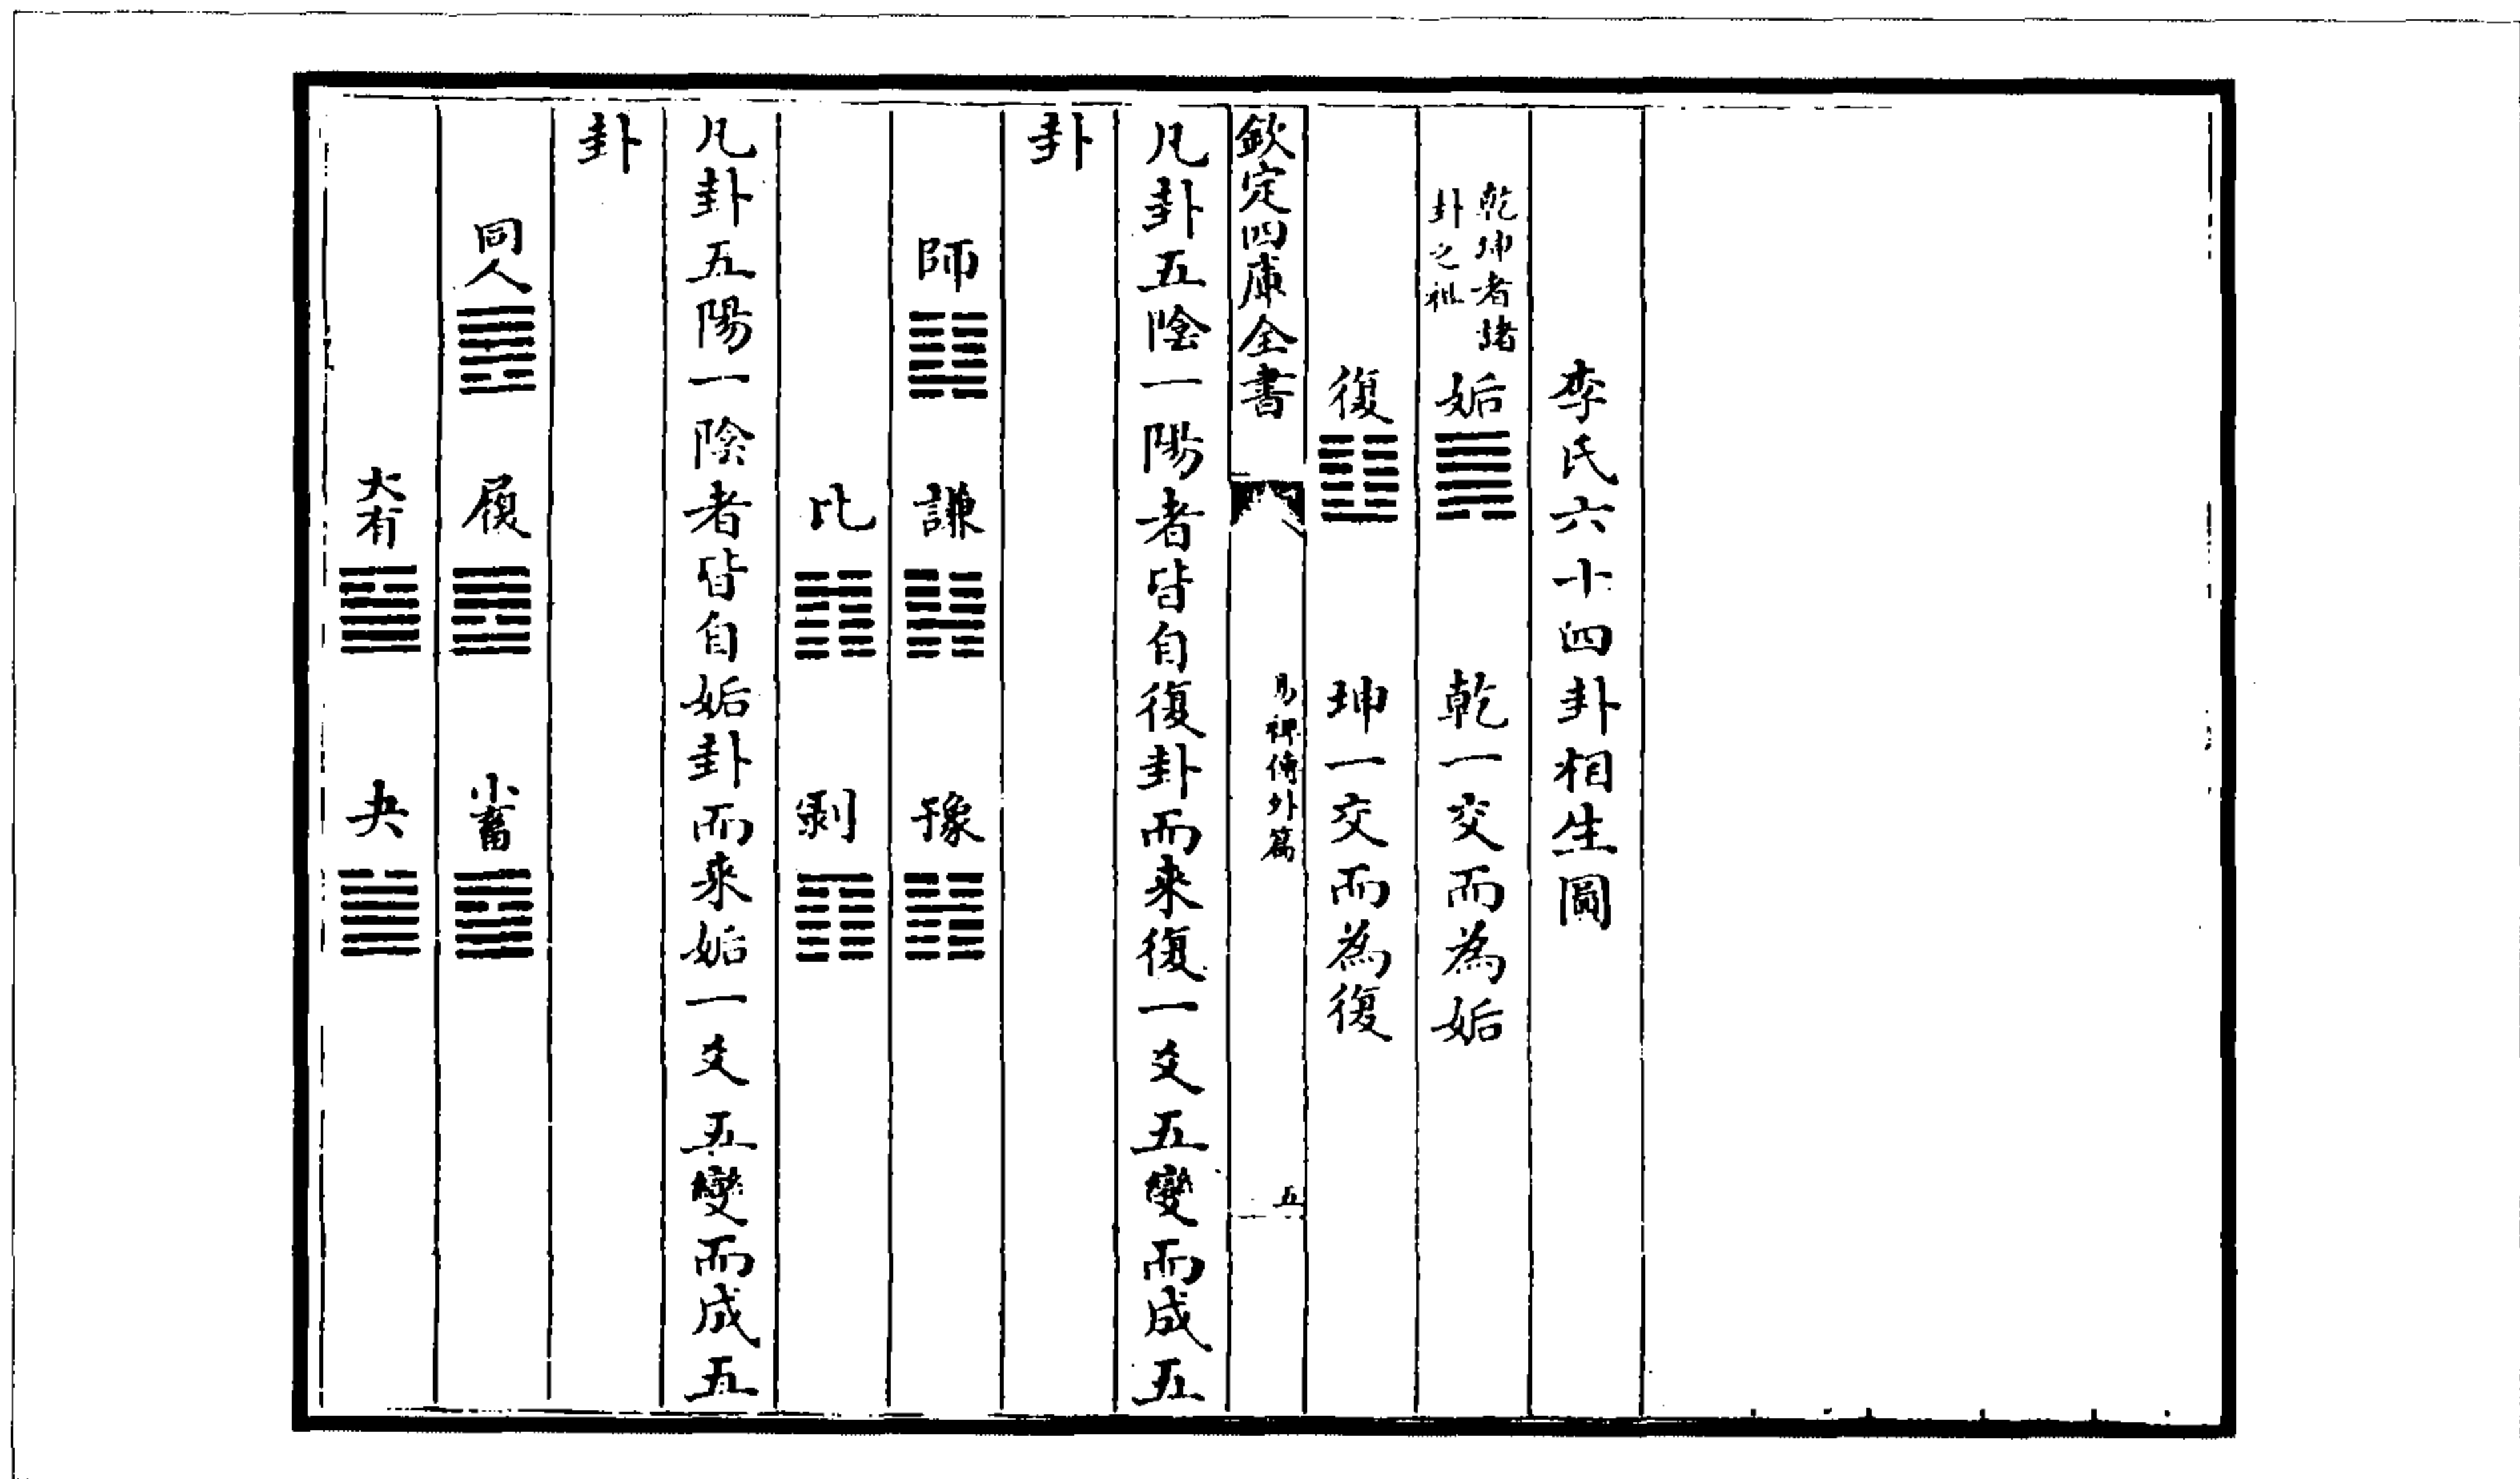 李氏六十四卦相生圖
乾坤者諸
卦之祖
姤 乾一交而為姤
復 坤一交而為復
欽定四庫全書
易裨傳外篇
五
凡卦五陰一陽者皆自復卦而来復一爻五變而成五
卦
師 謙 豫
比 剥
凡卦五陽一陰者皆自姤卦而来姤一爻五變而成五
卦
同人 履 小畜
大有 夬